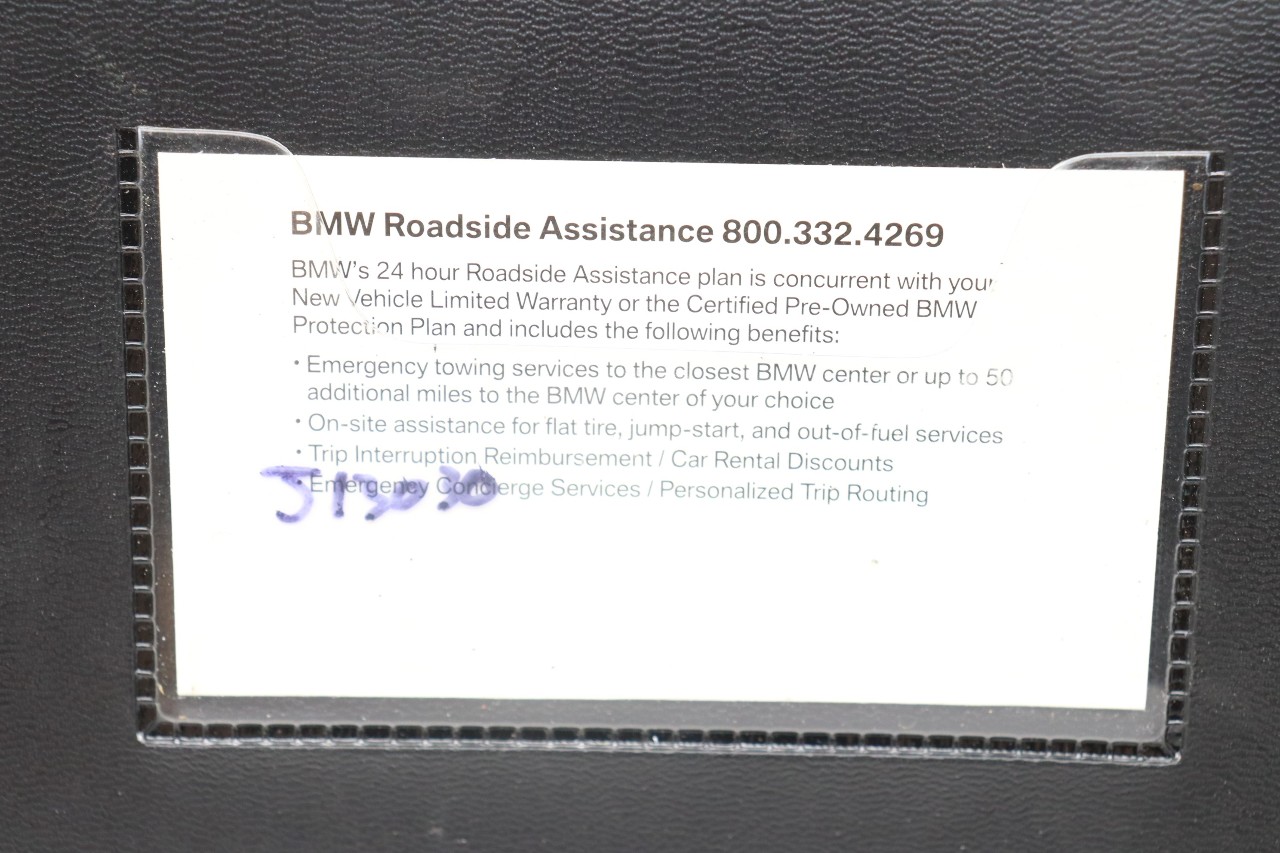 BMW Roadside Assistance 800.332.4269
BMW's 24 hour Roadside Assistance plan is concurrent with your
New Vehicle Limited Warranty or the Certified Pre-Owned BMW
Protection Plan and includes the following benefits:
• Emergency towing services to the closest BMW center or up to 50
additional miles to the BMW center of your choice
• On-site assistance for flat tire, jump-start, and out-of-fuel services
• Trip Interruption Reimbursement / Car Rental Discounts
• Emergency Concierge Services / Personalized Trip Routing